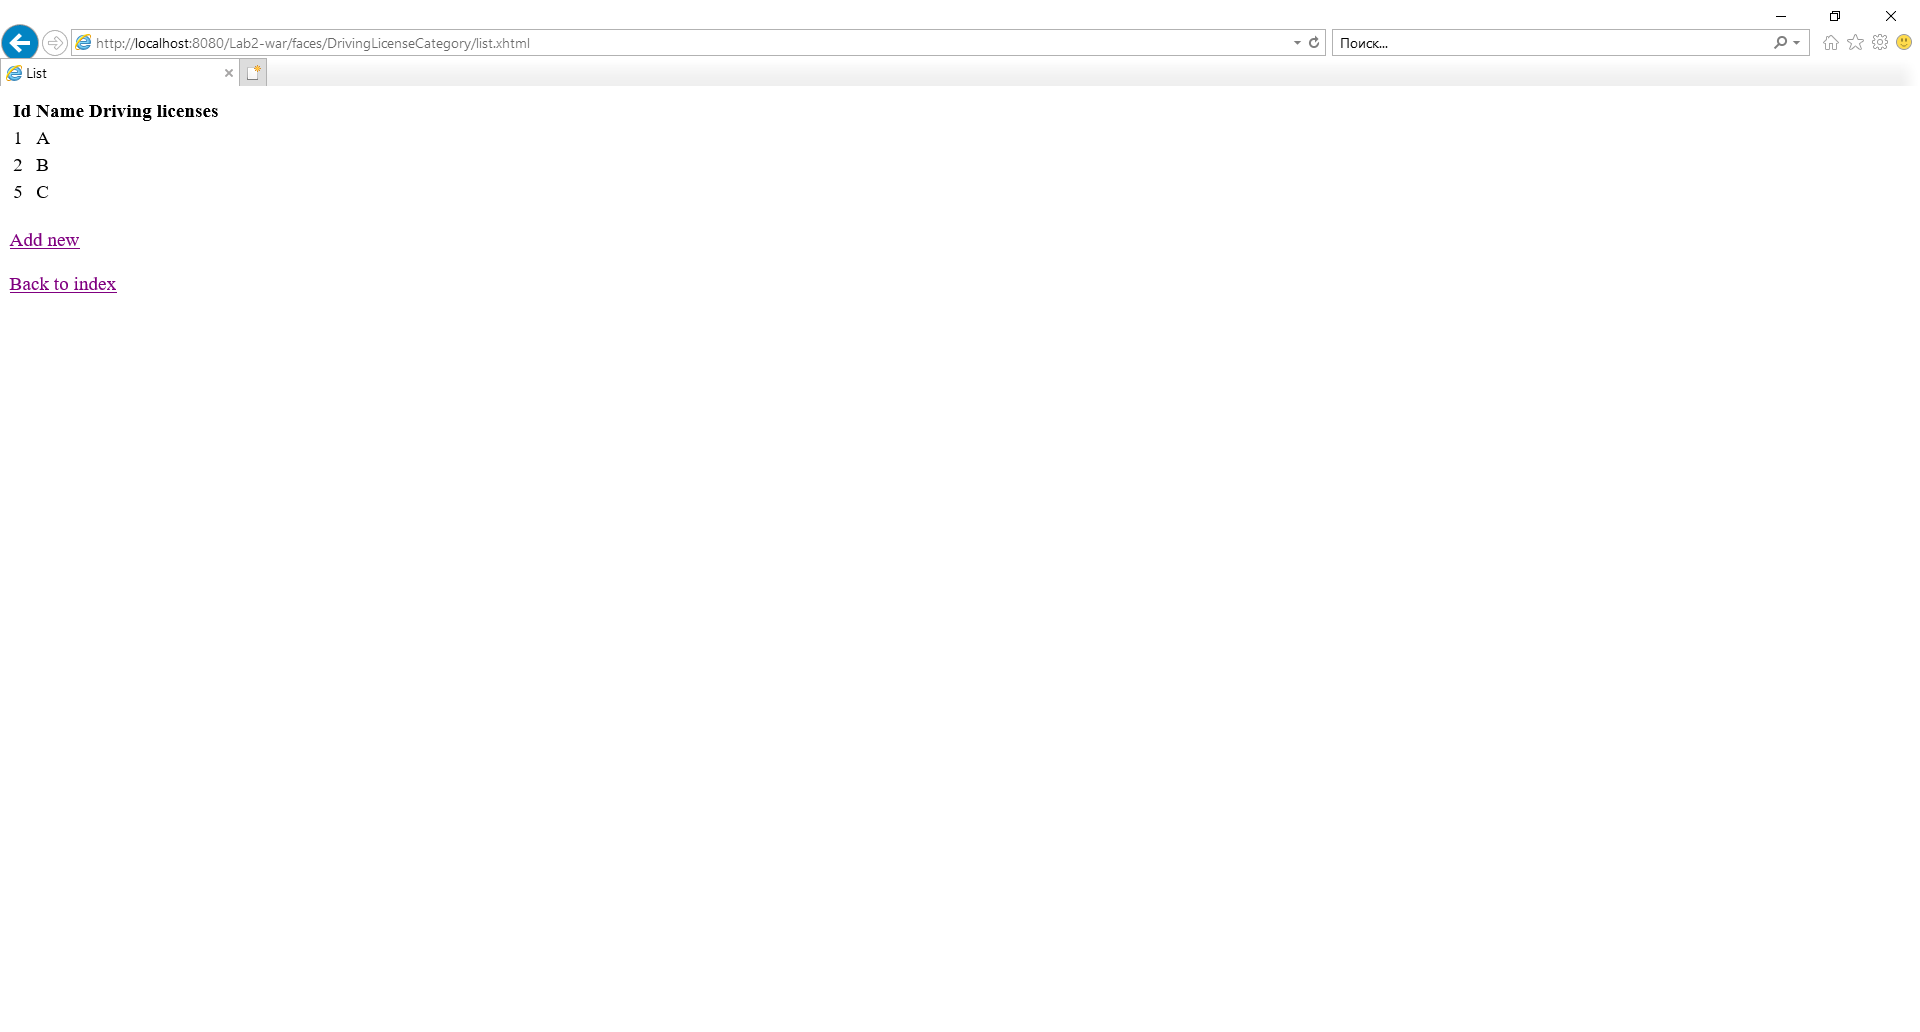 http://localhost:8080/Lab2-war/faces/DrivingLicenseCategory/list.xhtml
Поиск...
List
Id Name Driving licenses
1 A
2 B
5 C
Add new
Back to index